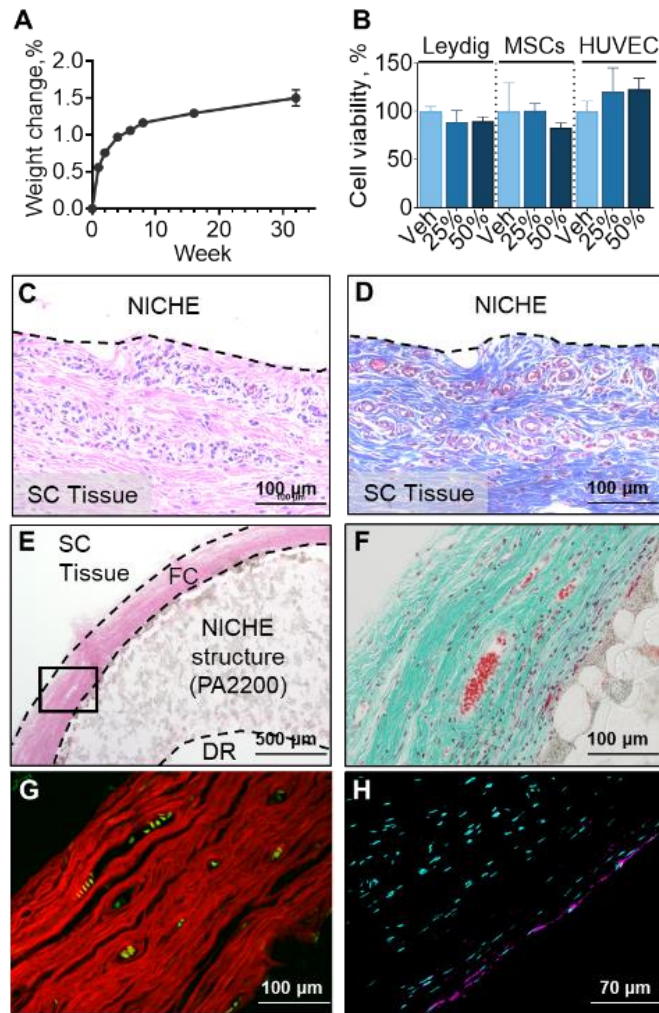 A
Weight change,%
2.0
1.5
1.0
0.5
0.0
0
10
20
30
Week
B
Leydig
MSCs
HUVEC
Cell viability, %
150
100
50
0
Veh
25%
50%
Veh
25%
50%
Veh
25%
50%
C
NICHE
SC Tissue
100 µm
100 µm
D
NICHE
SC Tissue
100 µm
E
SC
Tissue
FC
NICHE
structure
(PA2200)
DR
500 µm
F
100 µm
G
100 µm
H
70 µm